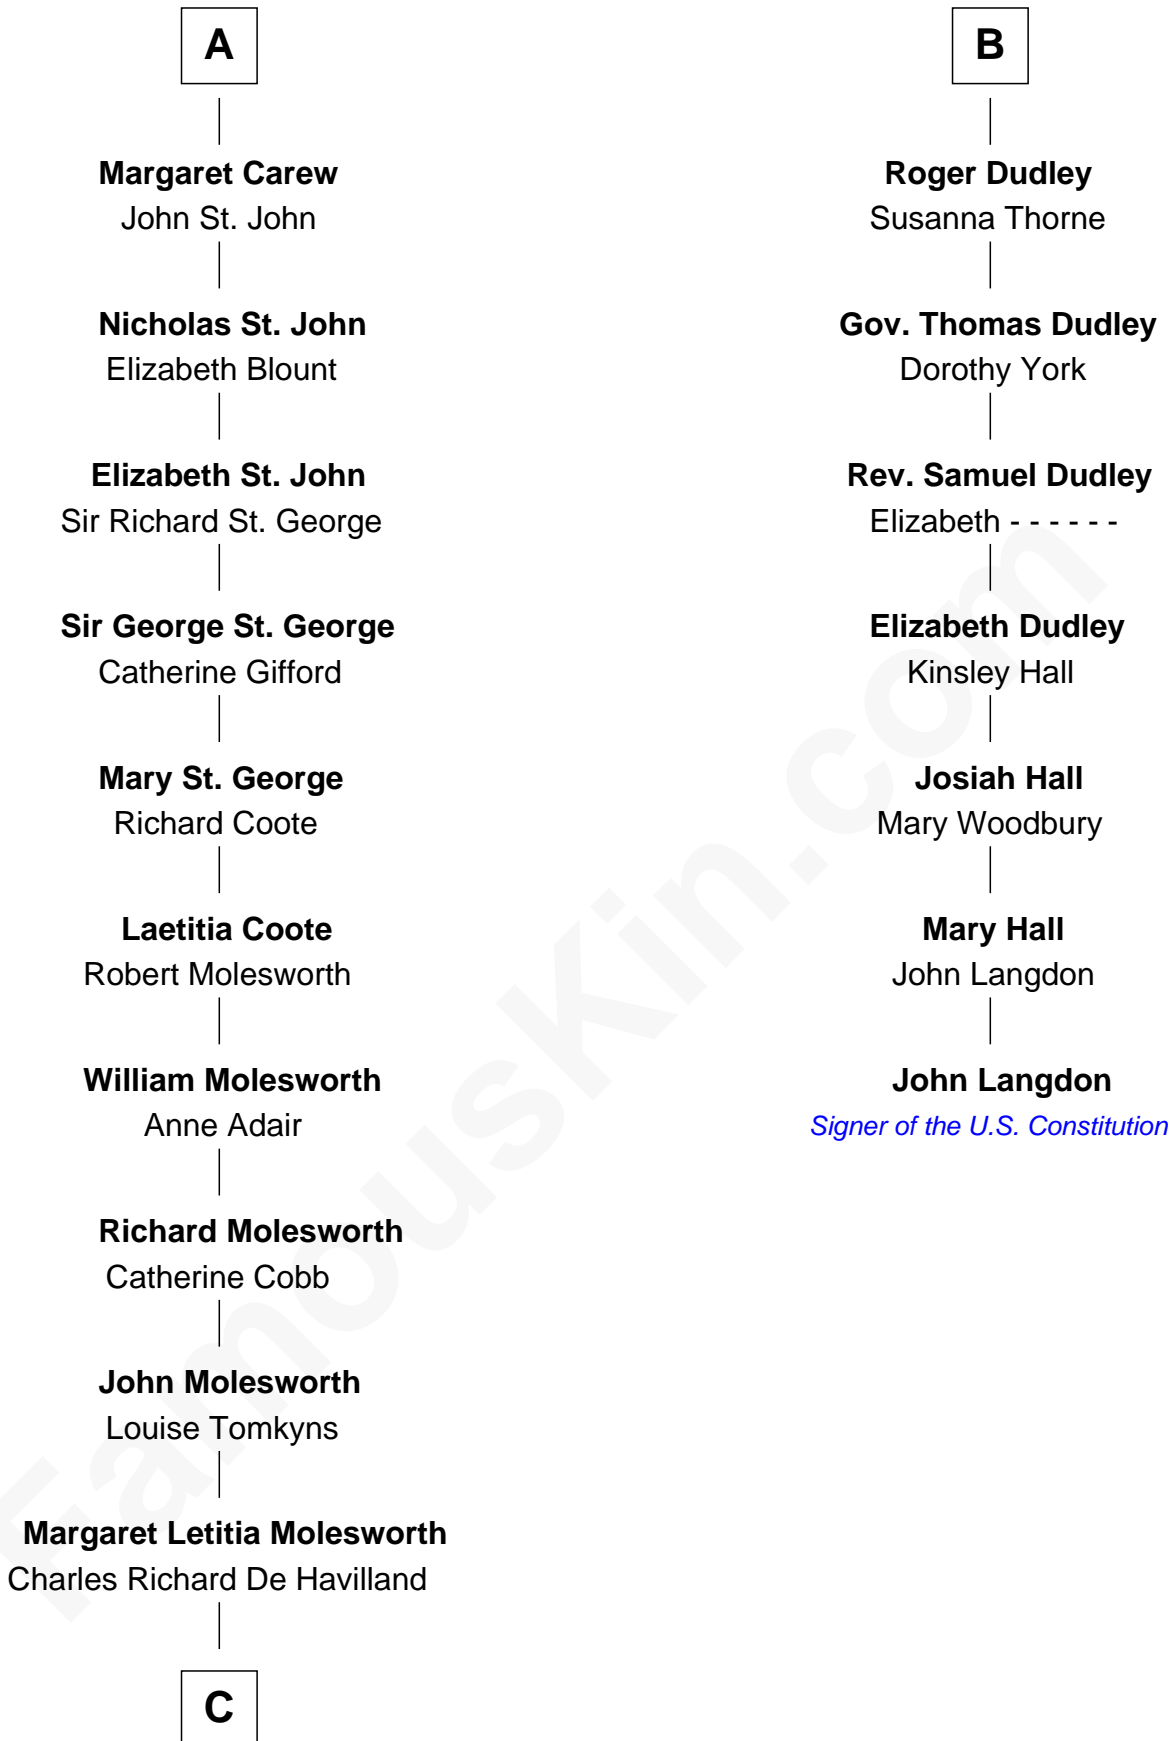 A
Margaret Carew
John St. John
Nicholas St. John
Elizabeth Blount
Elizabeth St. John
Sir Richard St. George
Sir George St. George
Catherine Gifford
Mary St. George
Richard Coote
Laetitia Coote
Robert Molesworth
William Molesworth
Anne Adair
Richard Molesworth
Catherine Cobb
John Molesworth
Louise Tomkyns
Margaret Letitia Molesworth
Charles Richard De Havilland
C
B
Roger Dudley
Susanna Thorne
Gov. Thomas Dudley
Dorothy York
Rev. Samuel Dudley
Elizabeth - - - - - -
Elizabeth Dudley
Kinsley Hall
Josiah Hall
Mary Woodbury
Mary Hall
John Langdon
John Langdon
Signer of the U.S. Constitution
FamousKin.com